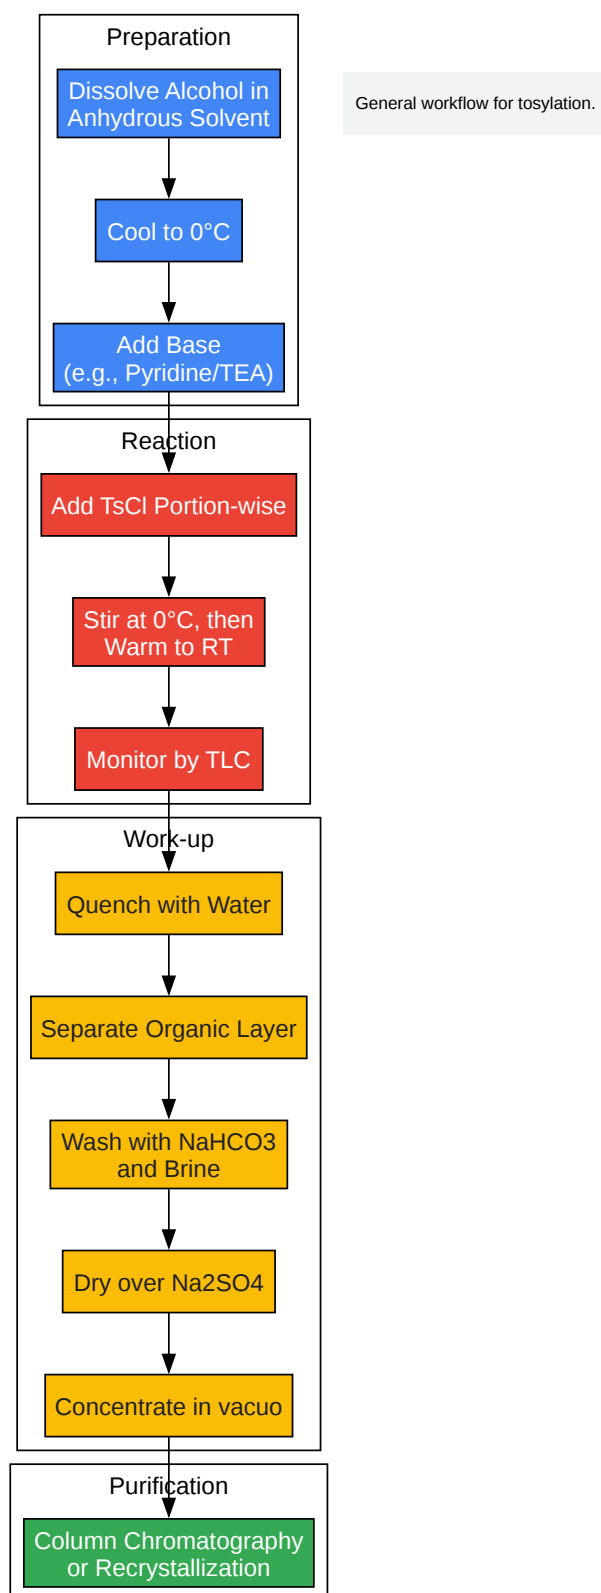 Preparation
Dissolve Alcohol in
Anhydrous Solvent
General workflow for tosylation.
Cool to 0°C
Add Base
(e.g., Pyridine/TEA)
Reaction
Add TsCl Portion-wise
Stir at 0°C, then
Warm to RT
Monitor by TLC
Work-up
Quench with Water
Separate Organic Layer
Wash with NaHCO3
and Brine
Dry over Na2SO4
Concentrate in vacuo
Purification
Column Chromatography
or Recrystallization